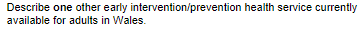 Describe one other early intervention/prevention health service currently
available for adults in Wales.